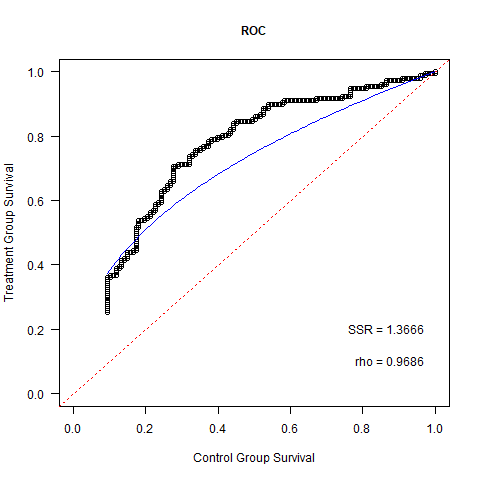 ROC
Treatment Group Survival
1.0
0.8
0.6
0.4
0.2
0.0
SSR = 1.3666
rho = 0.9686
0.0 0.2 0.4 0.6 0.8 1.0
Control Group Survival